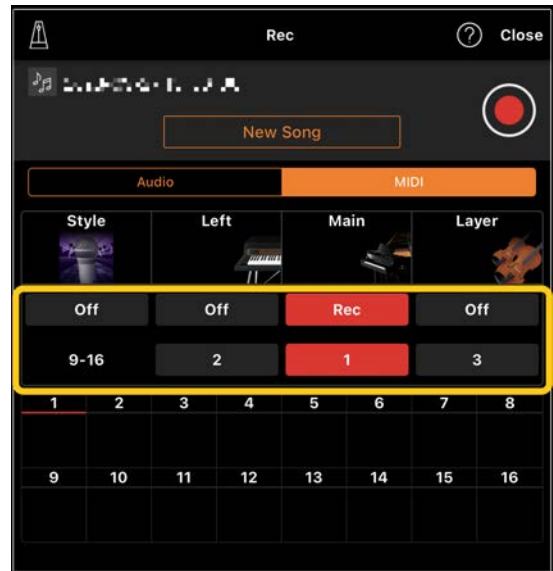 Rec ? Close
New Song
Audio MIDI
Style Left Main Layer
Off Off Rec Off
9-16 2 1 3
1 2 3 4 5 6 7 8
9 10 11 12 13 14 15 16